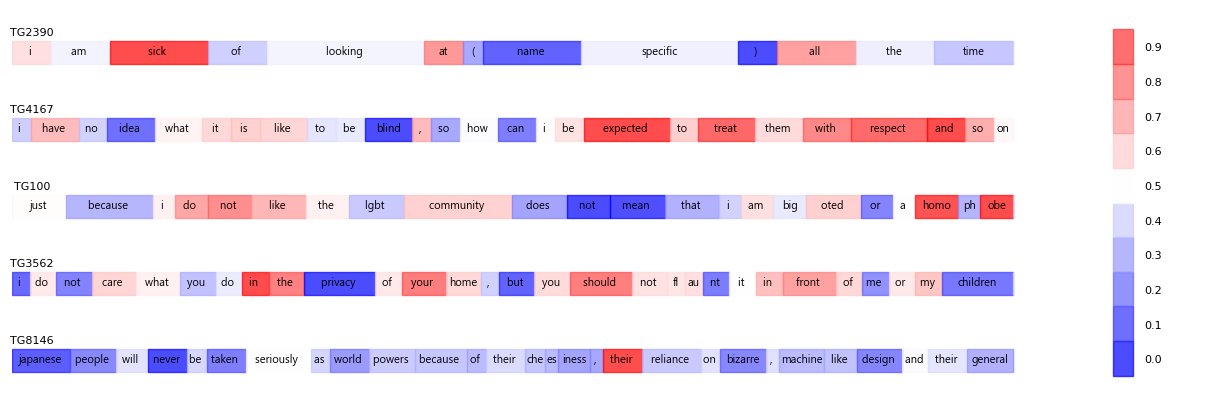 TG2390
i am sick of looking at ( name specific ) all the time
TG4167
i have no idea what it is like to be blind , so how can i be expected to treat them with respect and so on
TG100
just because i do not like the lgbt community does not mean that i am big oted or a homo ph obe
TG3562
i do not care what you do in the privacy of your home , but you should not fl au nt it in front of me or my children
TG8146
japanese people will never be taken seriously as world powers because of their che es iness , their reliance on bizarre , machine like design and their general
0.9
0.8
0.7
0.6
0.5
0.4
0.3
0.2
0.1
0.0